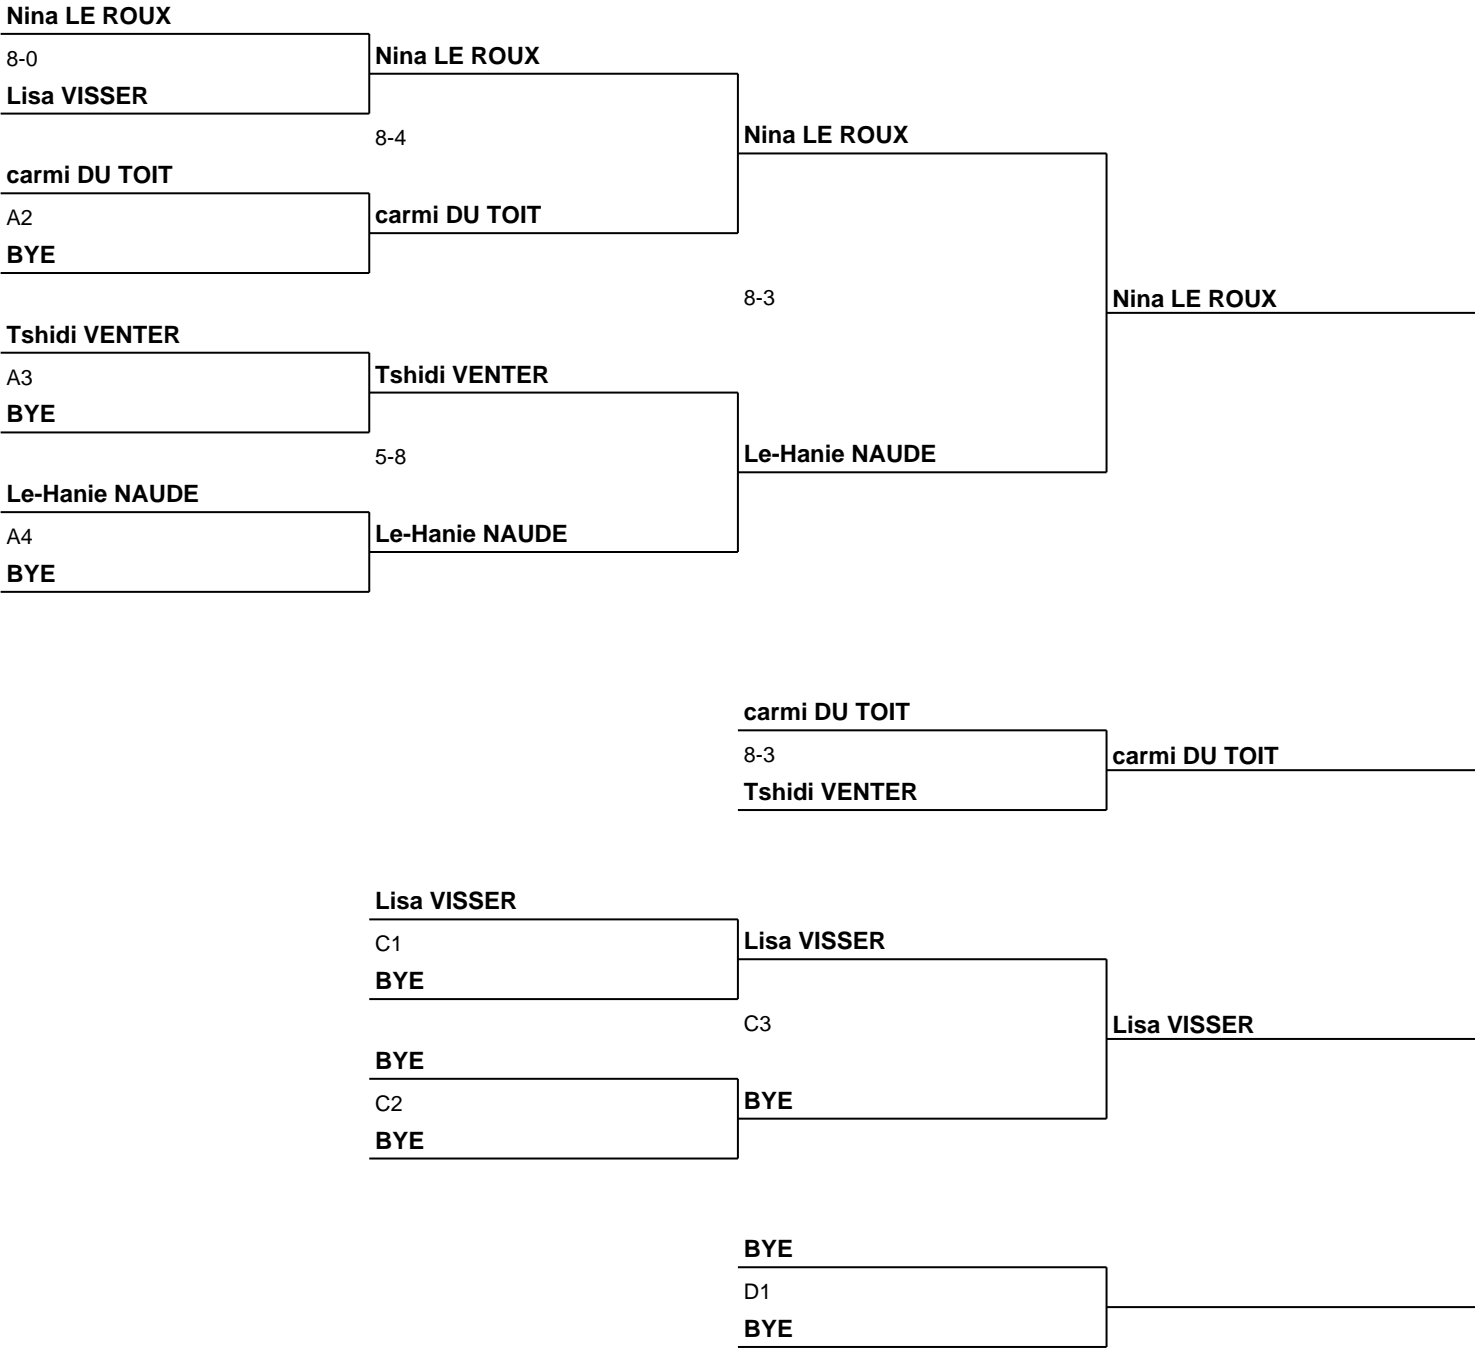 Nina LE ROUX
8-0
Lisa VISSER
Nina LE ROUX
8-4
carmi DU TOIT
A2
BYE
carmi DU TOIT
Nina LE ROUX
8-3
Nina LE ROUX
Tshidi VENTER
A3
BYE
Tshidi VENTER
5-8
Le-Hanie NAUDE
A4
BYE
Le-Hanie NAUDE
Le-Hanie NAUDE
carmi DU TOIT
8-3
Tshidi VENTER
carmi DU TOIT
Lisa VISSER
C1
BYE
Lisa VISSER
C3
Lisa VISSER
BYE
C2
BYE
BYE
BYE
D1
BYE